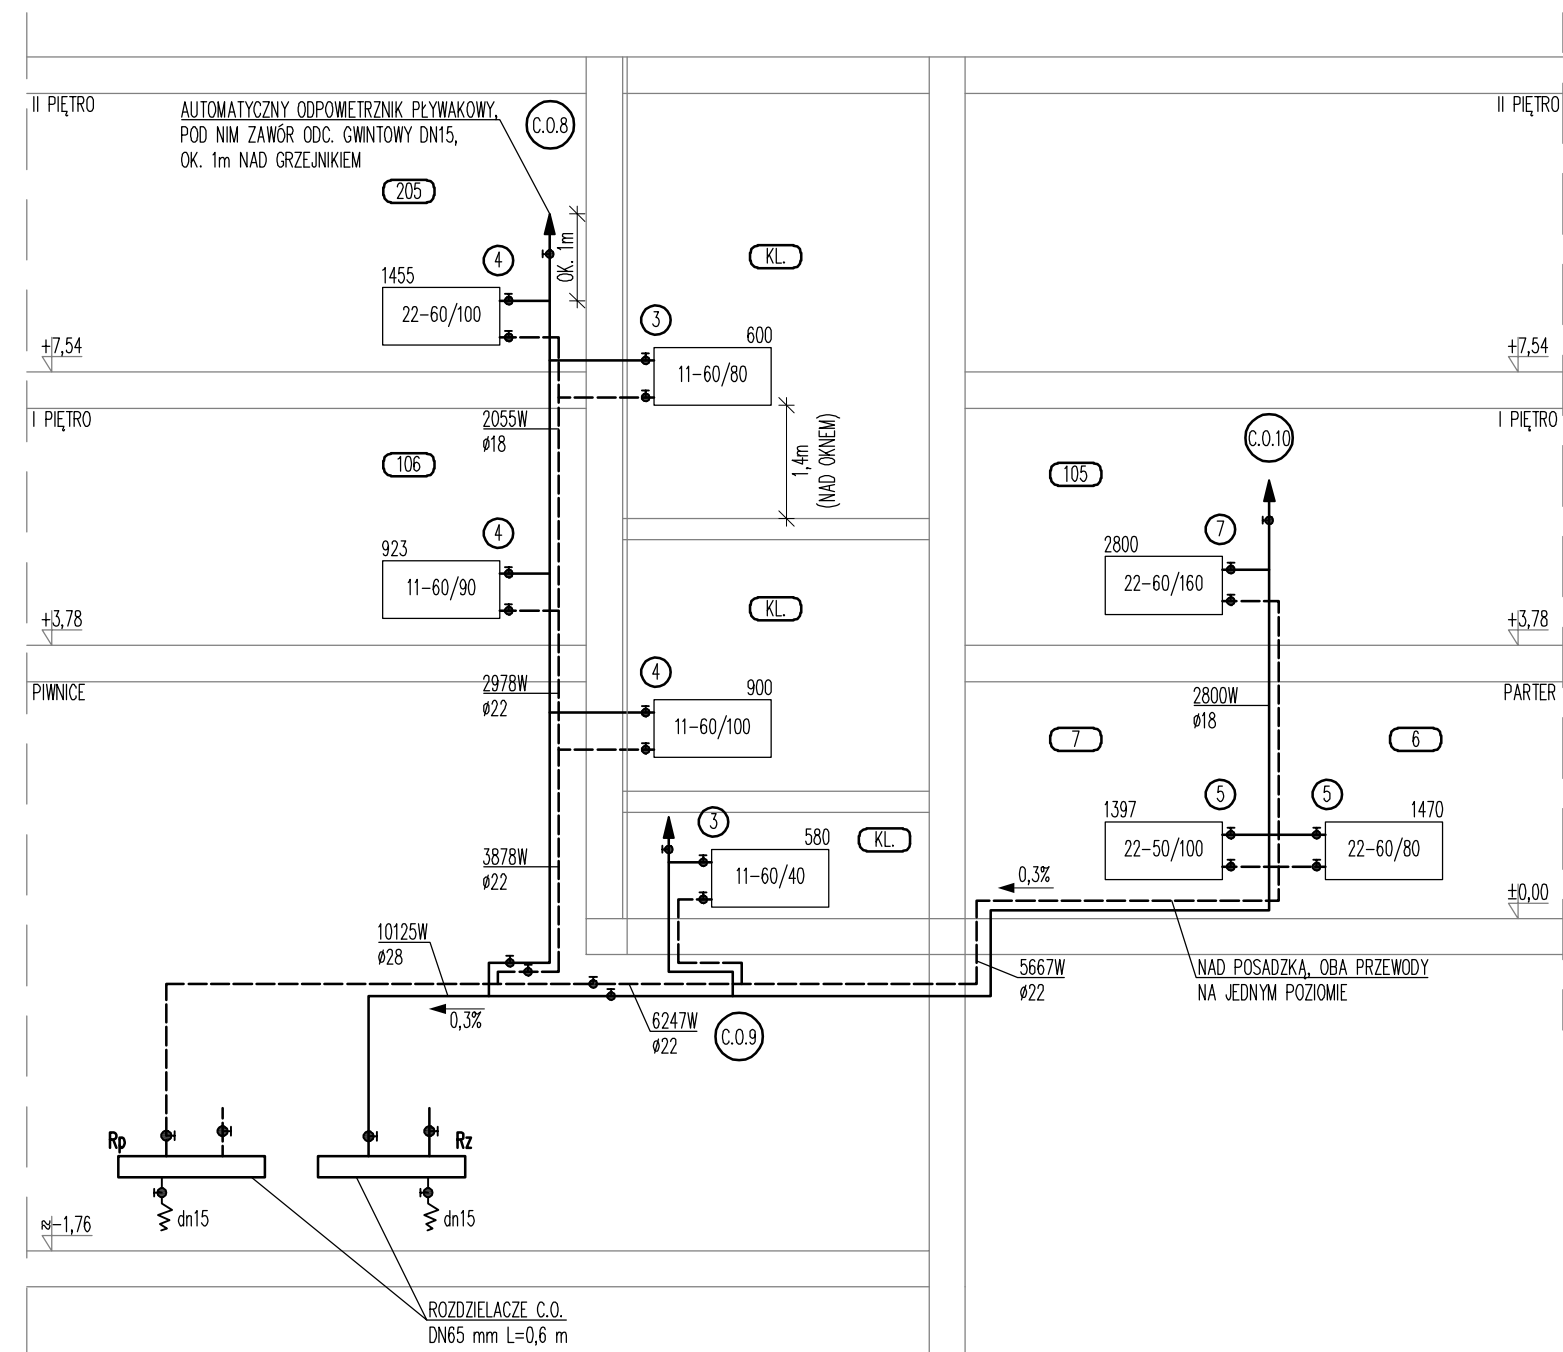 II PIĘTRO
AUTOMATYCZNY ODPOWIETRZNIK PŁYWAKOWY,
POD NIM ZAWÓR ODC. GWINTOWY DN15,
OK. 1m NAD GRZEJNIKIEM
C.O.8
II PIĘTRO
205
KL.
OK. 1m
4
1455
22-60/100
3
600
11-60/80
+7,54
+7,54
I PIĘTRO
2055W
ø18
1,4m
(NAD OKNEM)
I PIĘTRO
C.O.10
106
105
4
923
11-60/90
7
2800
22-60/160
KL.
+3,78
+3,78
PIWNICE
2978W
ø22
4
900
11-60/100
2800W
ø18
PARTER
7
6
5
5
1397
22-50/100
1470
22-60/80
3
580
KL.
11-60/40
3878W
ø22
0,3%
±0,00
10125W
ø28
5667W
ø22
NAD POSADZKĄ, OBA PRZEWODY
NA JEDNYM POZIOMIE
0,3%
6247W
ø22
C.O.9
Rp
Rz
dn15
dn15
≈-1,76
ROZDZIELACZE C.O.
DN65 mm L=0,6 m